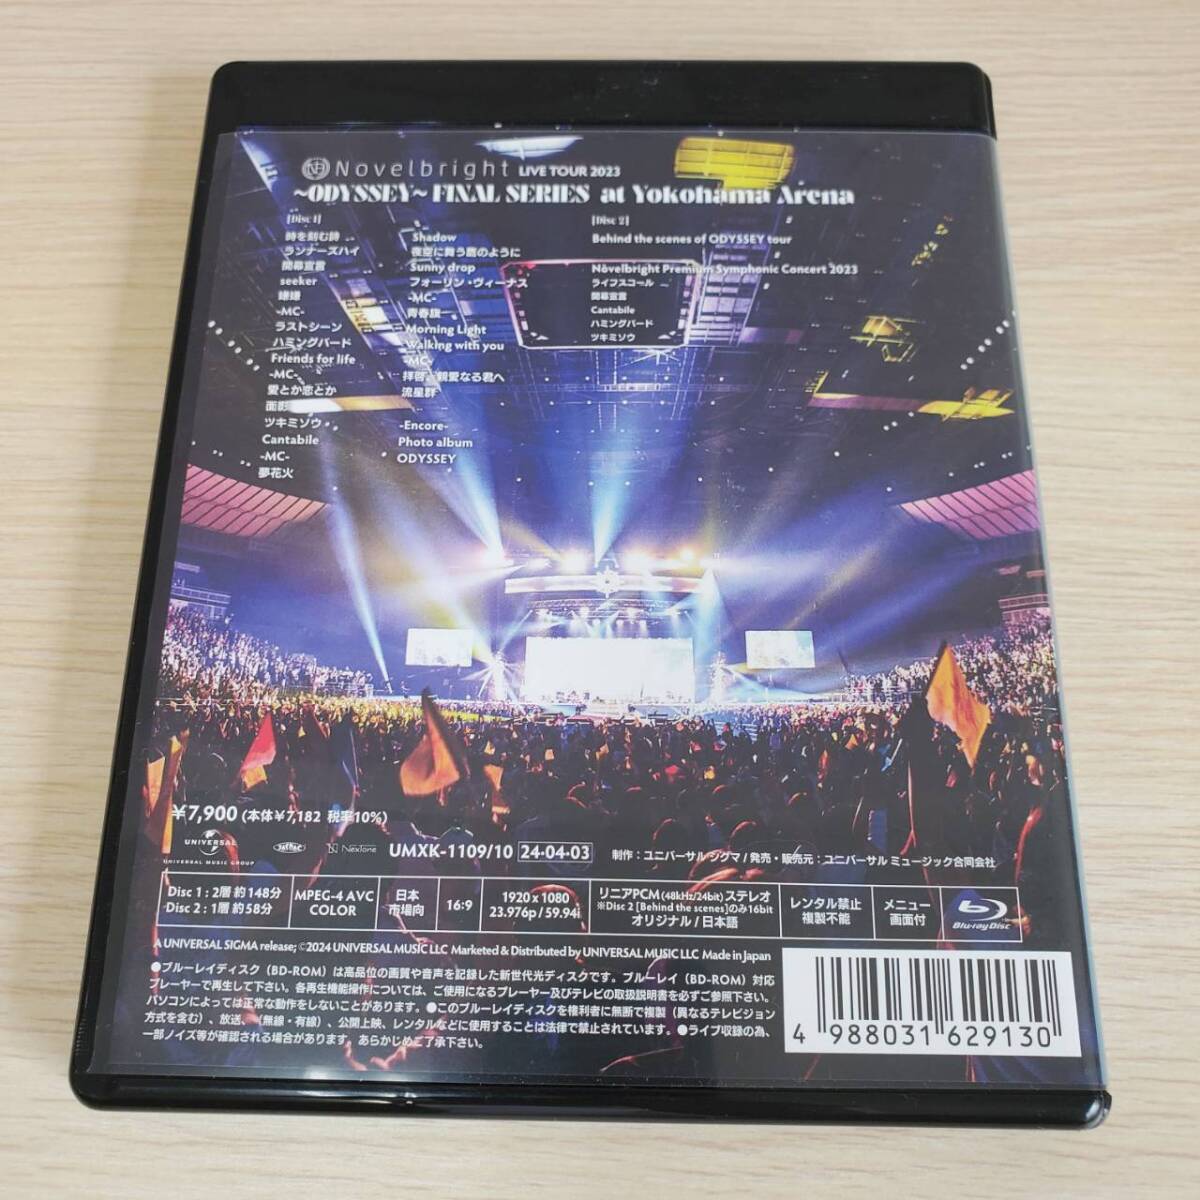 Novelbright LIVE TOUR 2023
~ODYSSEY~ FINAL SERIES at Yokohama Arena
[Disc 1]
時を刻む詩
ランナーズハイ
開幕宣言
seeker
嫌嫌
-MC-
ラストシーン
ハミングバード
Friends for life
-MC-
愛とか恋とか
面影
ツキミソウ
Cantabile
-MC-
夢花火
Shadow
夜空に舞う鷹のように
Sunny drop
フォーリン・ヴィーナス
-MC-
青春旗
Morning Light
Walking with you
-MC-
拝啓、親愛なる君へ
流星群
-Encore-
Photo album
ODYSSEY
[Disc 2]
Behind the scenes of ODYSSEY tour
Novelbright Premium Symphonic Concert 2023
ライフスコール
開幕宣言
Cantabile
ハミングバード
ツキミソウ
¥7,900 (本体¥7,182 税率10%)
UNIVERSAL
UNIVERSAL MUSIC GROUP
JASRAC
NexTone
UMXK-1109/10 24・04・03 制作：ユニバーサル シグマ / 発売・販売元：ユニバーサル ミュージック合同会社
Disc 1 : 2層 約148分
Disc 2 : 1層 約58分
MPEG-4 AVC
COLOR
日本
市場向
16:9
1920 x 1080
23.976p / 59.94i
リニアPCM (48kHz/24bit) ステレオ
※Disc 2 [Behind the scenes]のみ16bit
オリジナル / 日本語
レンタル禁止
複製不能
メニュー
画面付
Blu-ray Disc
A UNIVERSAL SIGMA release; ©2024 UNIVERSAL MUSIC LLC Marketed & Distributed by UNIVERSAL MUSIC LLC Made in Japan
●ブルーレイディスク（BD-ROM）は高品位の画質や音声を記録した新世代光ディスクです。ブルーレイ（BD-ROM）対応
プレーヤーで再生して下さい。各再生機能操作については、ご使用になるプレーヤー及びテレビの取扱説明書を必ずご参照下さい。
パソコンによっては正常な動作をしないことがあります。●このブルーレイディスクを権利者に無断で複製（異なるテレビジョン
方式を含む）、放送、（無線・有線）、公開上映、レンタルなどに使用することは法律で禁止されています。●ライブ収録の為、
一部ノイズ等が確認される場合があります。あらかじめご了承下さい。
4 988031 629130